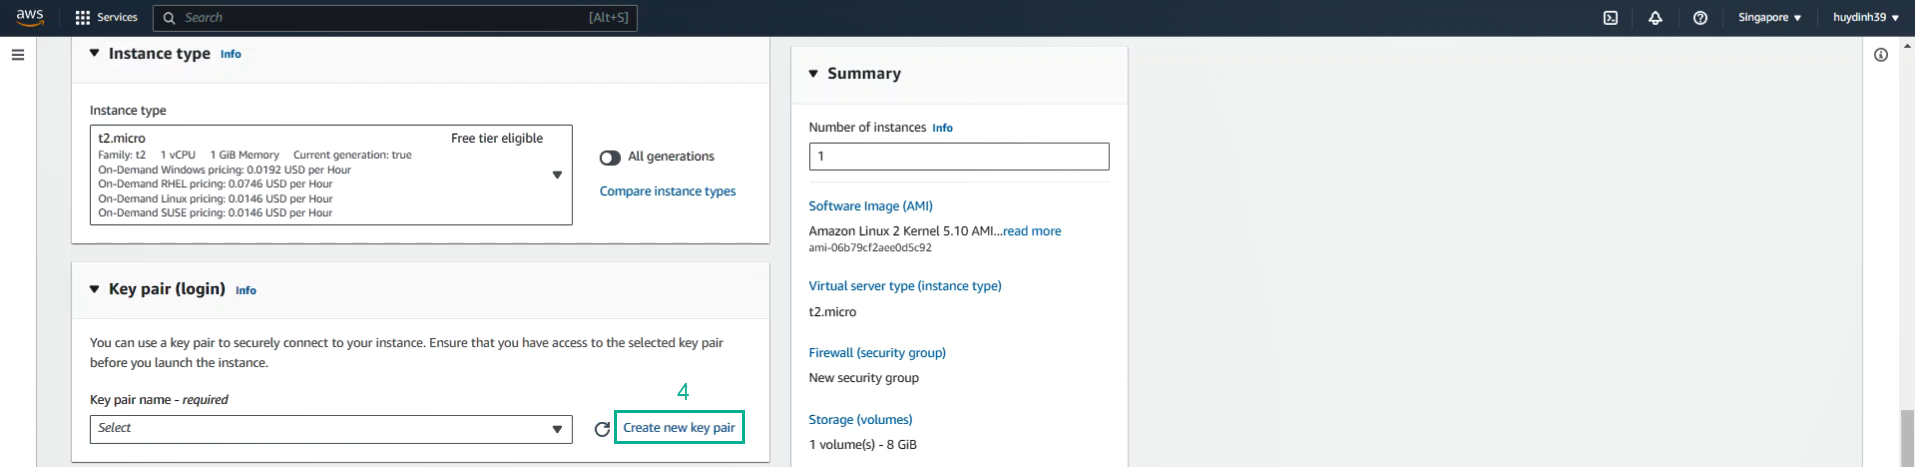 aws
Services
Search
[Alt+S]
Singapore
huydinh39
Instance type Info
Instance type
t2.micro
Free tier eligible
Family: t2 1 vCPU 1 GiB Memory Current generation: true
On-Demand Windows pricing: 0.0192 USD per Hour
On-Demand RHEL pricing: 0.0746 USD per Hour
On-Demand Linux pricing: 0.0146 USD per Hour
On-Demand SUSE pricing: 0.0146 USD per Hour
All generations
Compare instance types
Key pair (login) Info
You can use a key pair to securely connect to your instance. Ensure that you have access to the selected key pair
before you launch the instance.
Key pair name - required
Select
4
Create new key pair
Summary
Number of instances Info
1
Software Image (AMI)
Amazon Linux 2 Kernel 5.10 AMI...read more
ami-06b79cf2aee0d5c92
Virtual server type (instance type)
t2.micro
Firewall (security group)
New security group
Storage (volumes)
1 volume(s) - 8 GiB